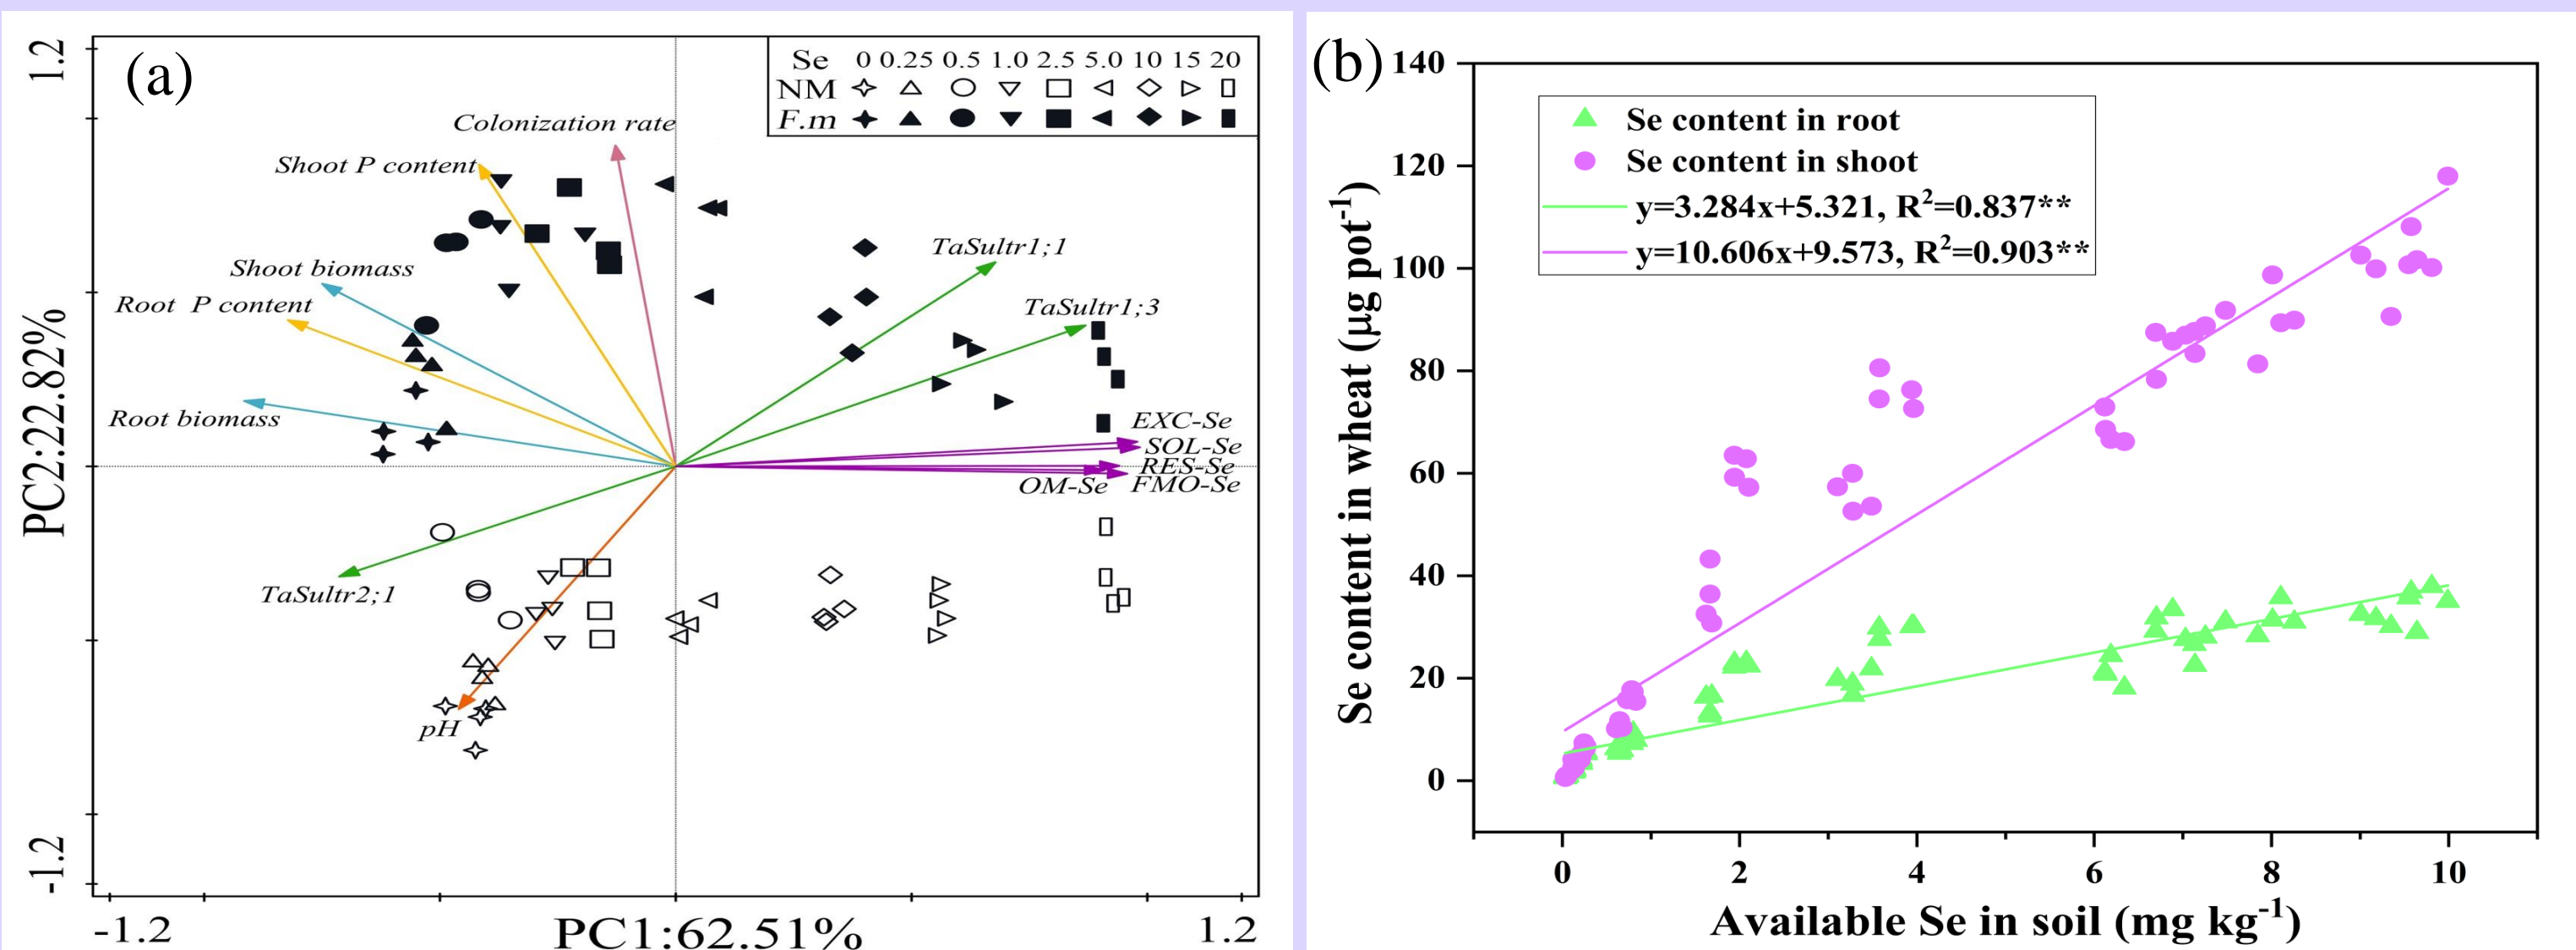 (a)
Se 0 0.25 0.5 1.0 2.5 5.0 10 15 20
NM
F.m
Colonization rate
Shoot P content
Shoot biomass
Root P content
Root biomass
TaSultr1;1
TaSultr1;3
EXC-Se
SOL-Se
RES-Se
OM-Se
FMO-Se
TaSultr2;1
pH
1.2
PC2:22.82%
-1.2
-1.2
PC1:62.51%
1.2
(b)
Se content in root
Se content in shoot
y=3.284x+5.321, R²=0.837**
y=10.606x+9.573, R²=0.903**
Se content in wheat (µg pot⁻¹)
140
120
100
80
60
40
20
0
0 2 4 6 8 10
Available Se in soil (mg kg⁻¹)